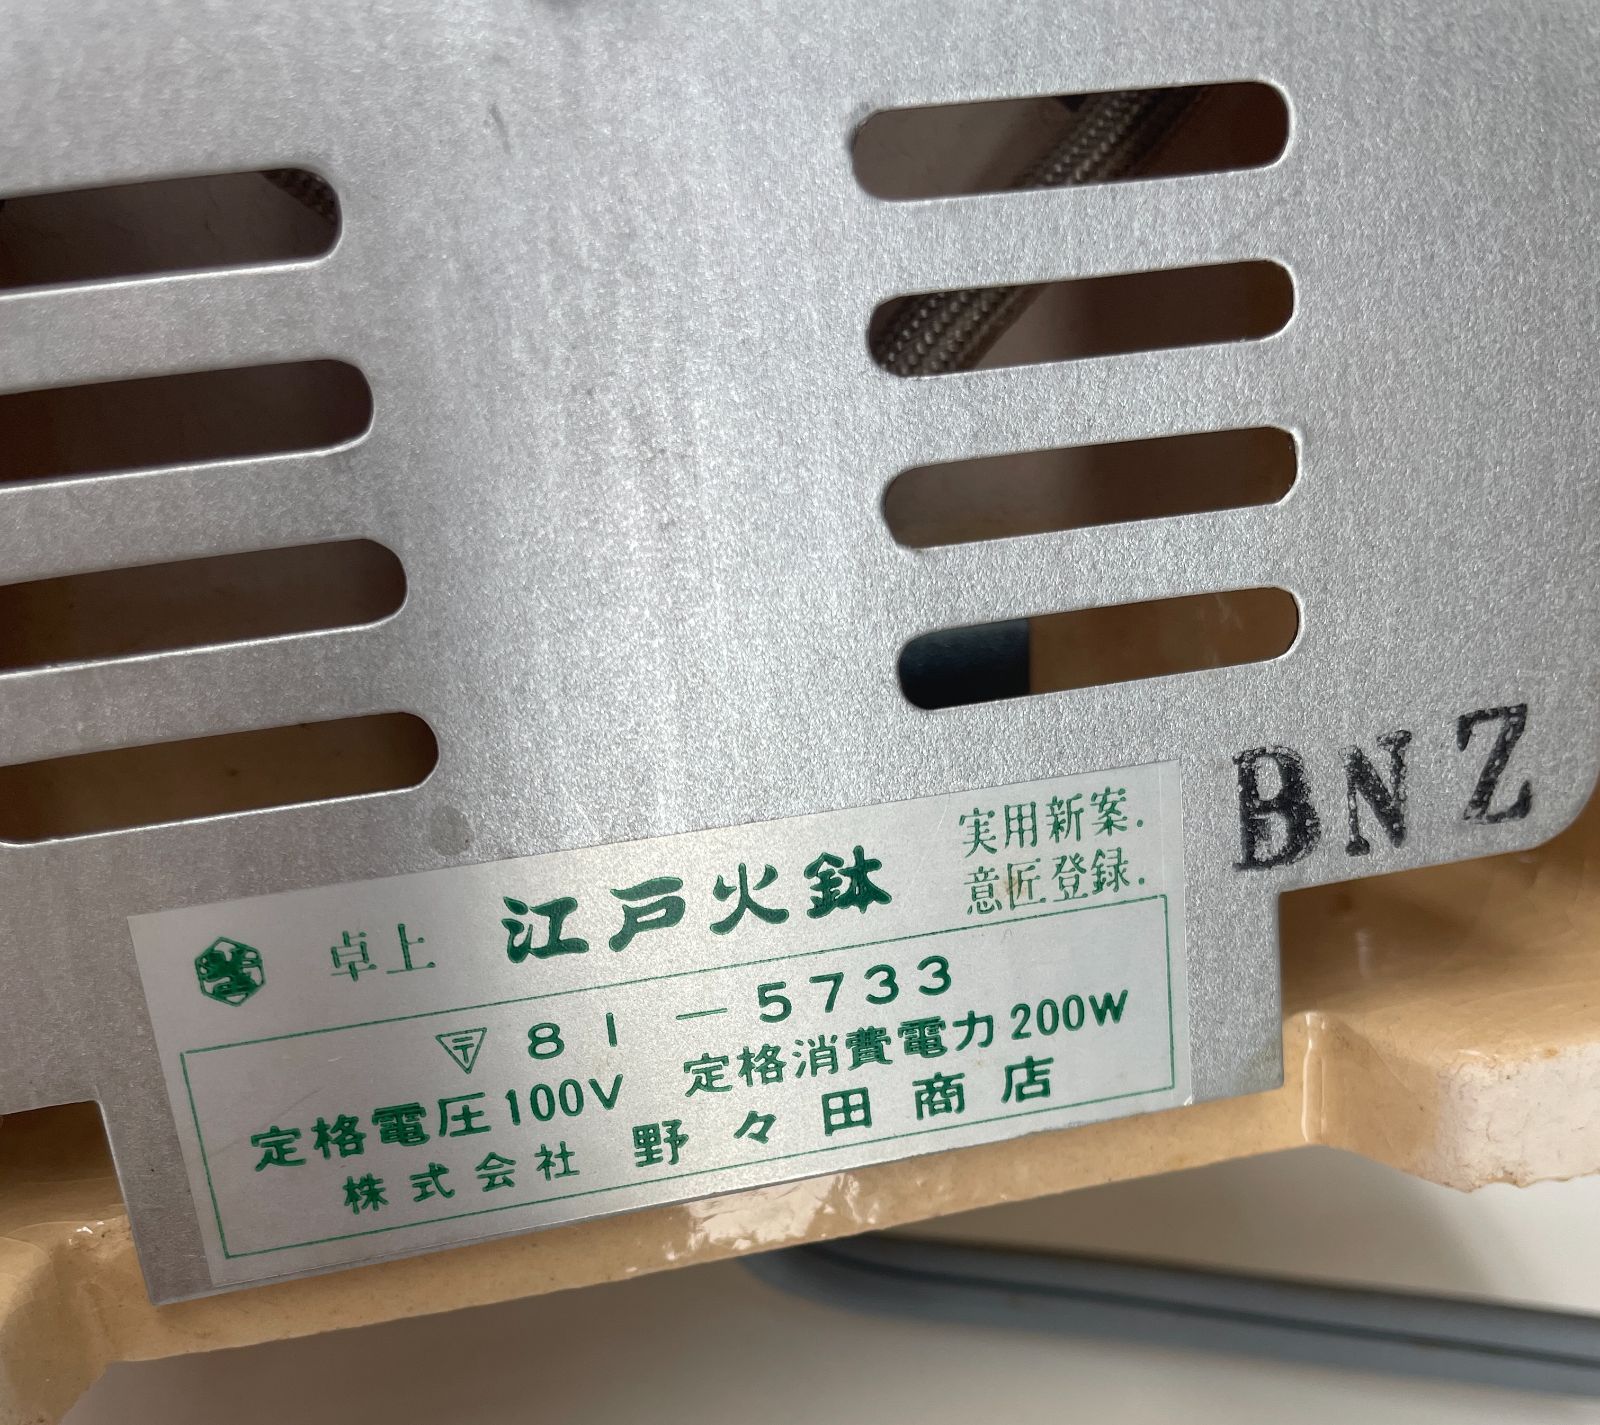 BNZ
実用新案.
卓上 江戸火鉢 意匠登録.
〒 81-5733
定格電圧100V 定格消費電力200W
株式会社 野々田商店